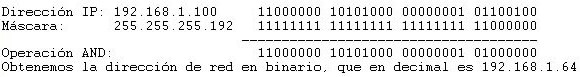 Dirección IP: 192.168.1.100 11000000 10101000 00000001 01100100
Máscara: 255.255.255.192 11111111 11111111 11111111 11000000
Operación AND: 11000000 10101000 00000001 01000000
Obtenemos la dirección de red en binario, que en decimal es 192.168.1.64